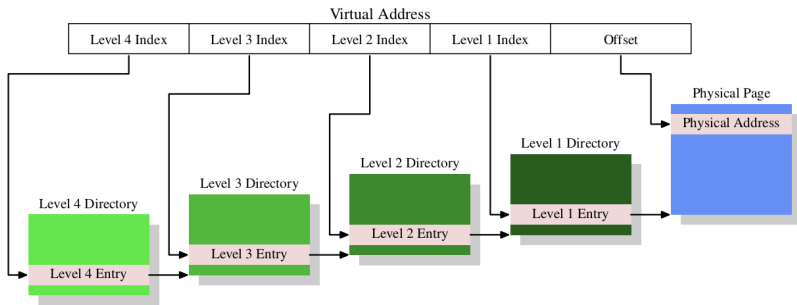 Virtual Address
Level 4 Index Level 3 Index Level 2 Index Level 1 Index Offset
Physical Page
Physical Address
Level 1 Directory
Level 1 Entry
Level 2 Directory
Level 2 Entry
Level 3 Directory
Level 3 Entry
Level 4 Directory
Level 4 Entry